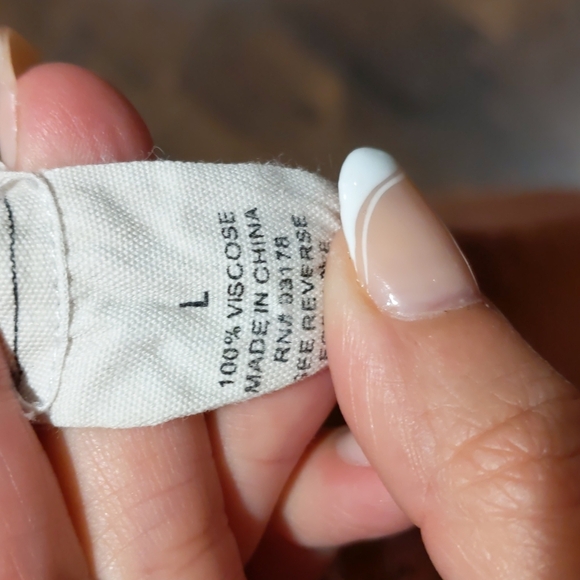 L
100% VISCOSE
MADE IN CHINA
RN# 93178
SEE REVERSE